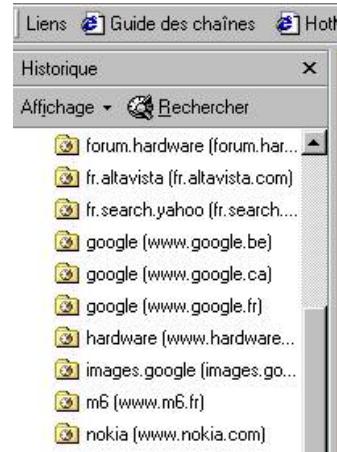 Liens Guide des chaînes Hot
Historique
Affichage Rechercher
forum.hardware (forum.har...
fr.altavista (fr.altavista.com)
fr.search.yahoo (fr.search....
google (www.google.be)
google (www.google.ca)
google (www.google.fr)
hardware (www.hardware...
images.google (images.go...
m6 (www.m6.fr)
nokia (www.nokia.com)